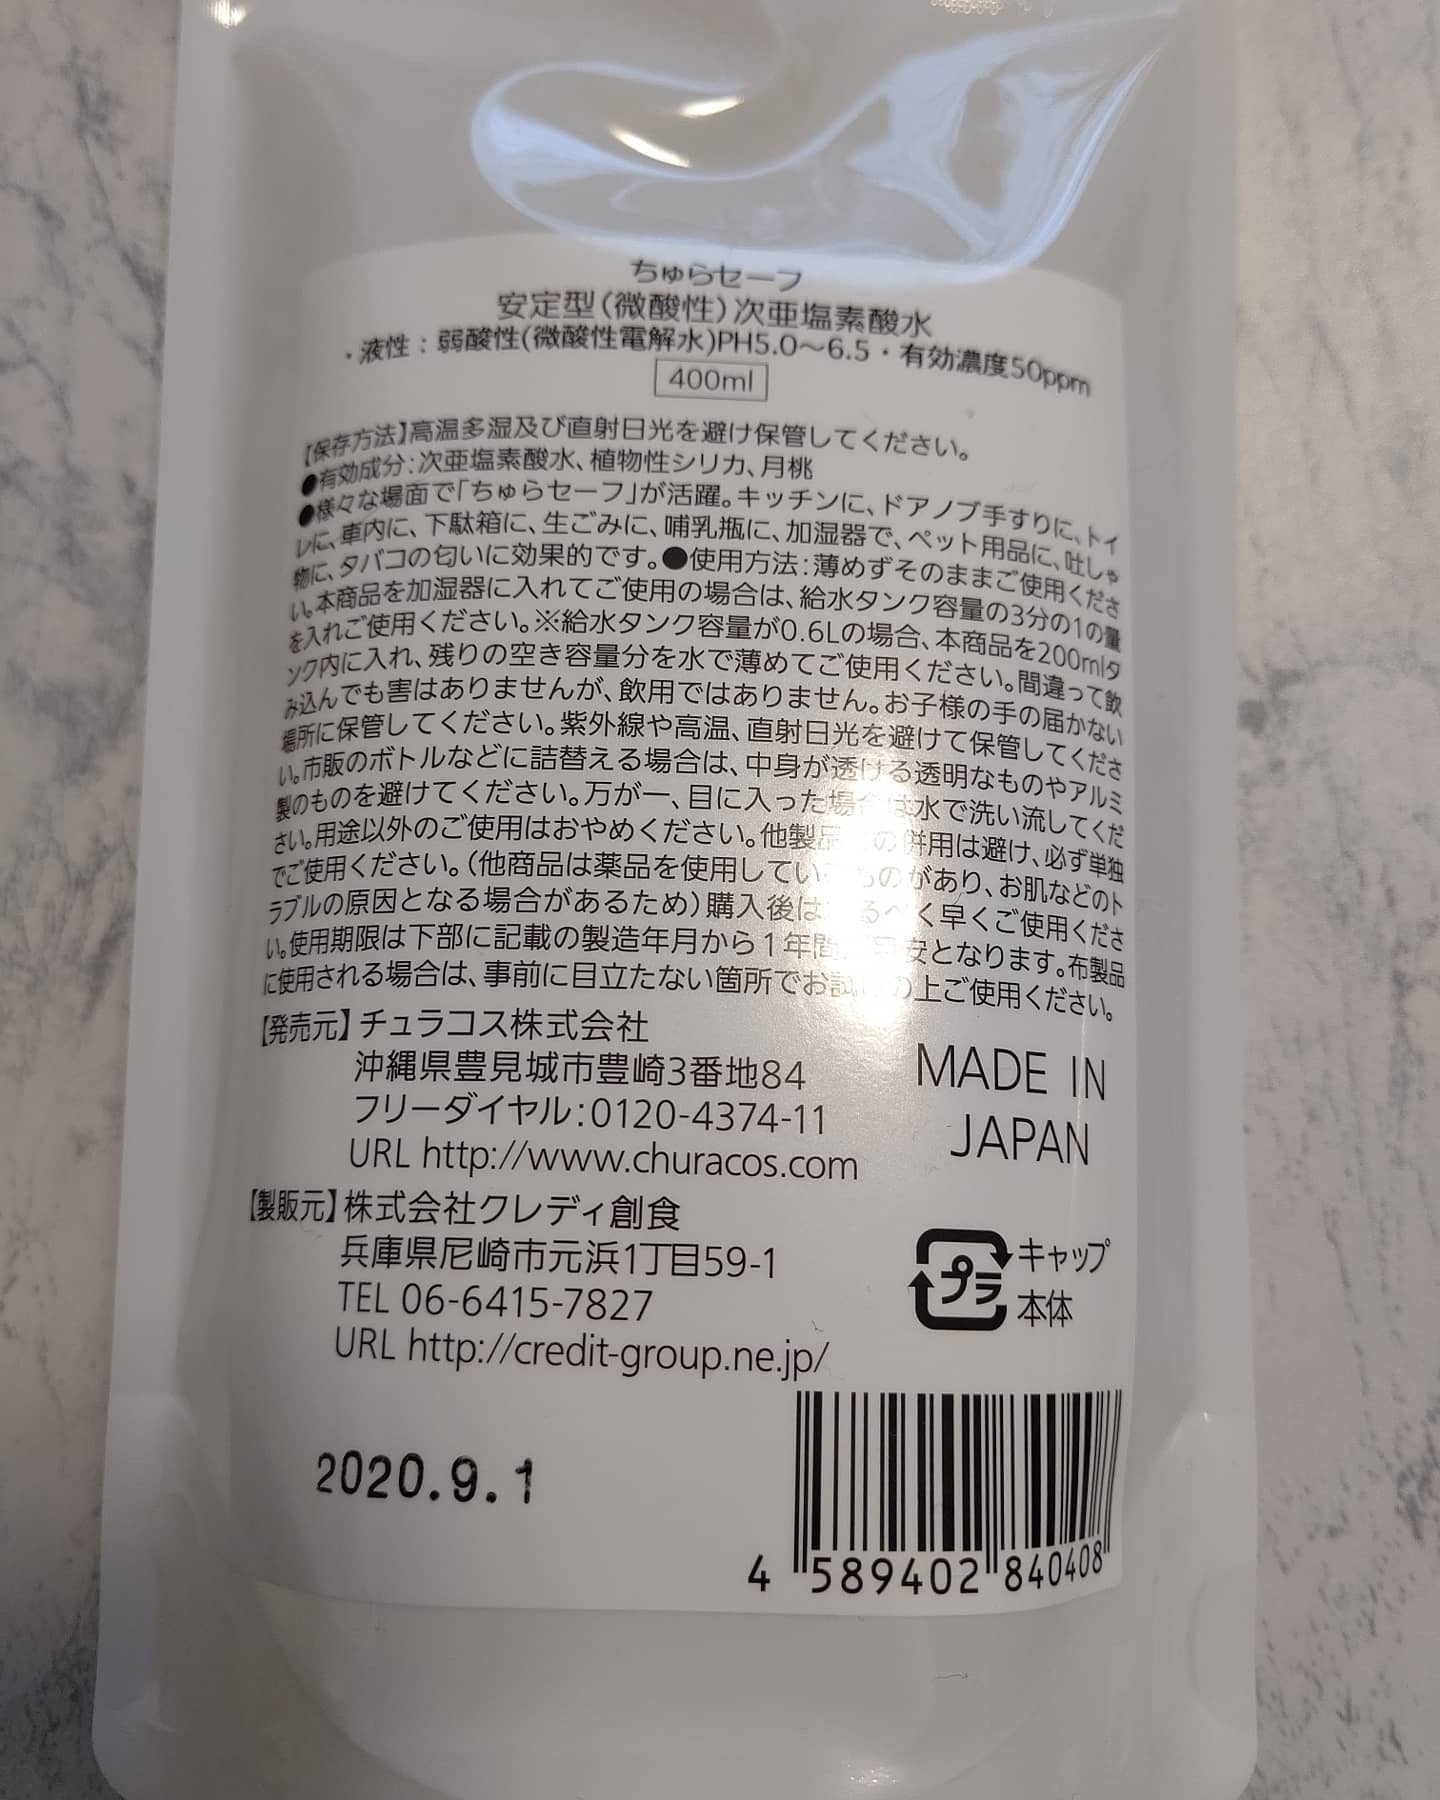 ちゅらセーフ
安定型(微酸性)次亜塩素酸水
・液性：弱酸性(微酸性電解水)PH5.0〜6.5・有効濃度50ppm
400ml
【保存方法】高温多湿及び直射日光を避け保管してください。
●有効成分：次亜塩素酸水、植物性シリカ、月桃
●様々な場面で「ちゅらセーフ」が活躍。キッチンに、ドアノブ手すりに、トイ
レに、車内に、下駄箱に、生ごみに、哺乳瓶に、加湿器で、ペット用品に、吐しゃ
物に、タバコの匂いに効果的です。●使用方法：薄めずそのままご使用くださ
い。本商品を加湿器に入れてご使用の場合は、給水タンク容量の3分の1の量
を入れご使用ください。※給水タンク容量が0.6Lの場合、本商品を200mlタ
ンク内に入れ、残りの空き容量分を水で薄めてご使用ください。間違って飲
み込んでも害はありませんが、飲用ではありません。お子様の手の届かない
場所に保管してください。紫外線や高温、直射日光を避けて保管してくださ
い。市販のボトルなどに詰替える場合は、中身が透ける透明なものやアルミ
製のものを避けてください。万が一、目に入った場合は水で洗い流してくだ
さい。用途以外のご使用はおやめください。他製品の併用は避け、必ず単独
でご使用ください。（他商品は薬品を使用しているものがあり、お肌などのト
ラブルの原因となる場合があるため）購入後はなるべく早くご使用くださ
い。使用期限は下部に記載の製造年月から1年間が目安となります。布製品
に使用される場合は、事前に目立たない箇所でお試しの上ご使用ください。
【発売元】チュラコス株式会社
沖縄県豊見城市豊崎3番地84
フリーダイヤル：0120-4374-11
URL http://www.churacos.com
MADE IN
JAPAN
【製販元】株式会社クレディ創食
兵庫県尼崎市元浜1丁目59-1
TEL 06-6415-7827
URL http://credit-group.ne.jp/
プラ
キャップ
本体
2020.9.1
4 589402 840408